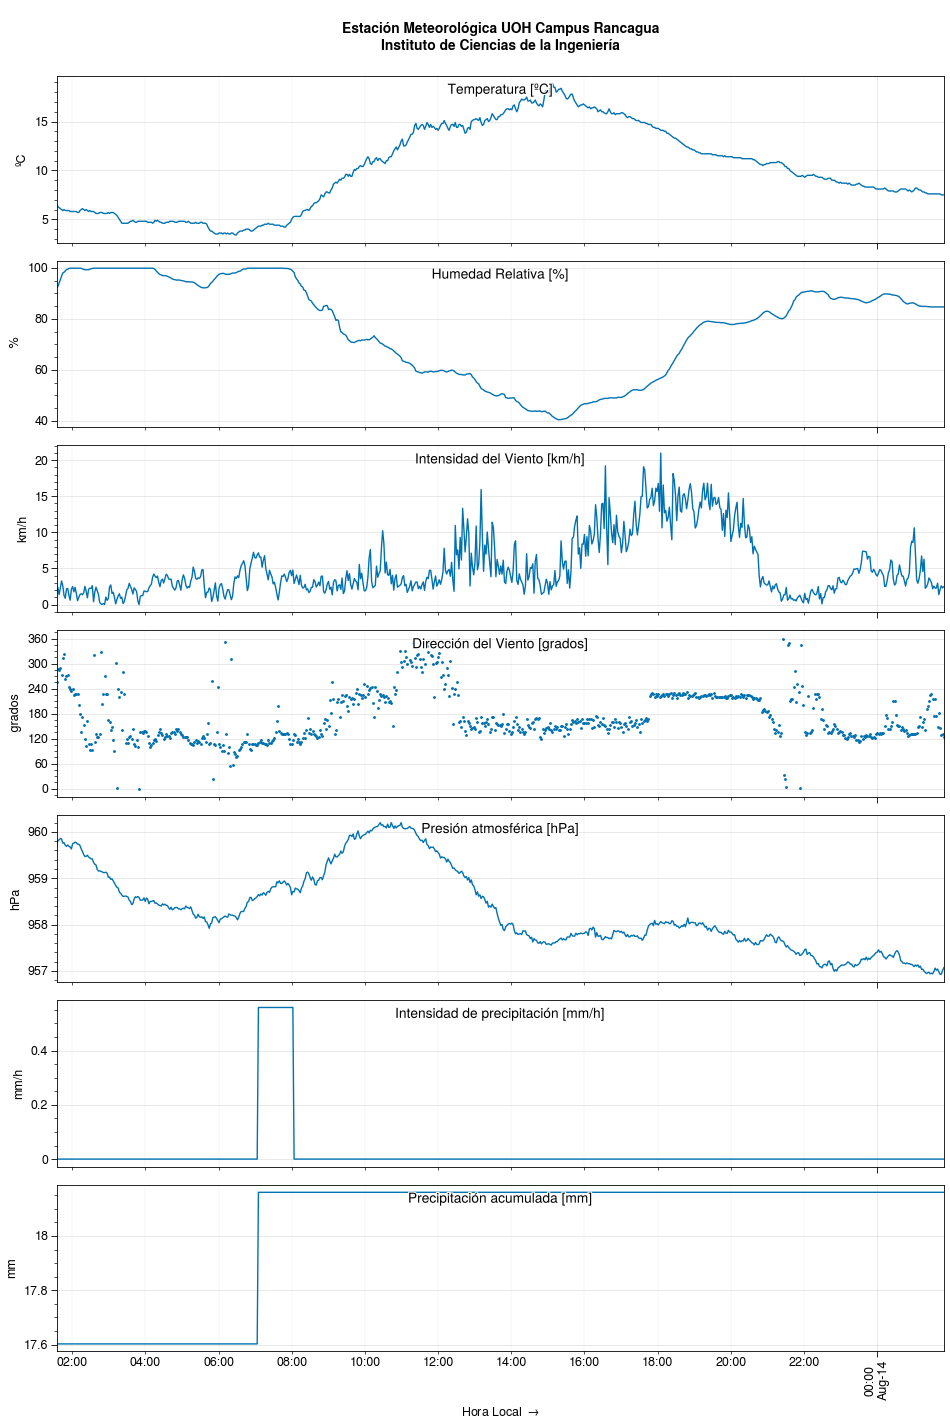 Estación Meteorológica UOH Campus Rancagua
Instituto de Ciencias de la Ingeniería
Temperatura [ºC]
15
10
5
ºC
Humedad Relativa [%]
100
80
60
40
%
Intensidad del Viento [km/h]
20
15
10
5
0
km/h
Dirección del Viento [grados]
360
300
240
180
120
60
0
grados
Presión atmosférica [hPa]
960
959
958
957
hPa
Intensidad de precipitación [mm/h]
0.4
0.2
0
mm/h
Precipitación acumulada [mm]
18
17.8
17.6
mm
02:00 04:00 06:00 08:00 10:00 12:00 14:00 16:00 18:00 20:00 22:00
00:00
Aug-14
Hora Local →